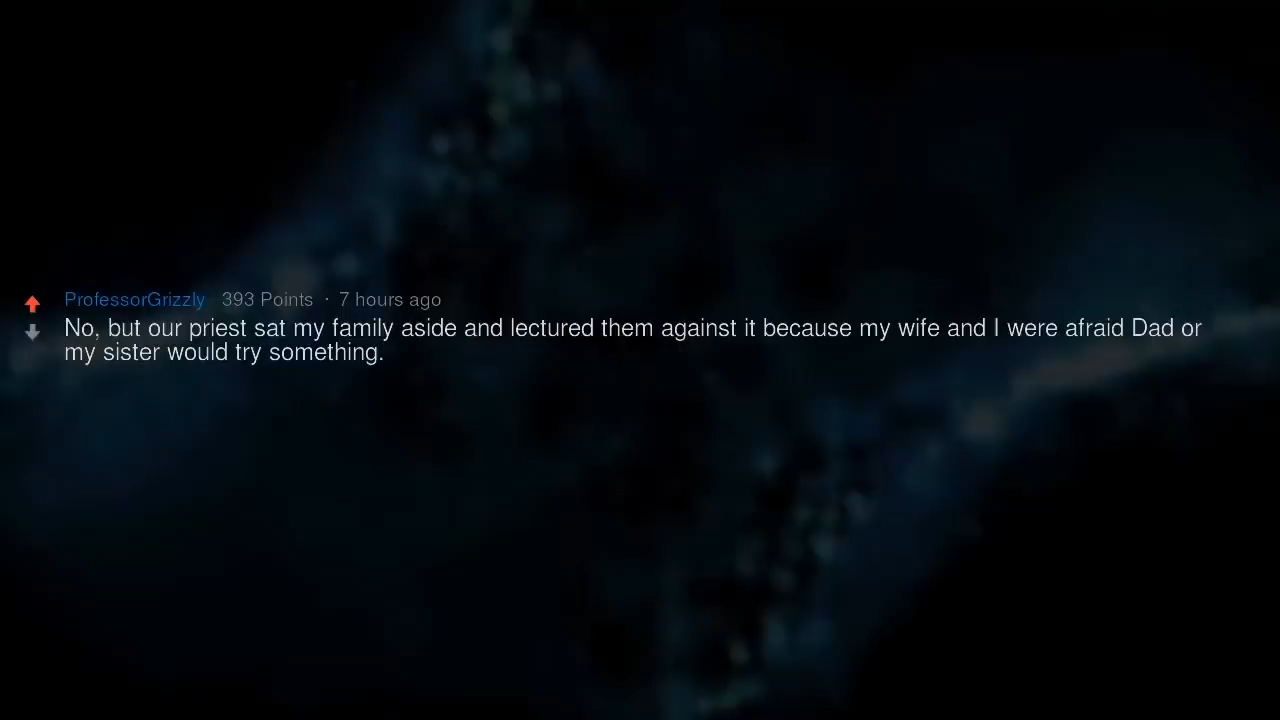 ProfessorGrizzly 393 Points · 7 hours ago
No, but our priest sat my family aside and lectured them against it because my wife and I were afraid Dad or
my sister would try something.